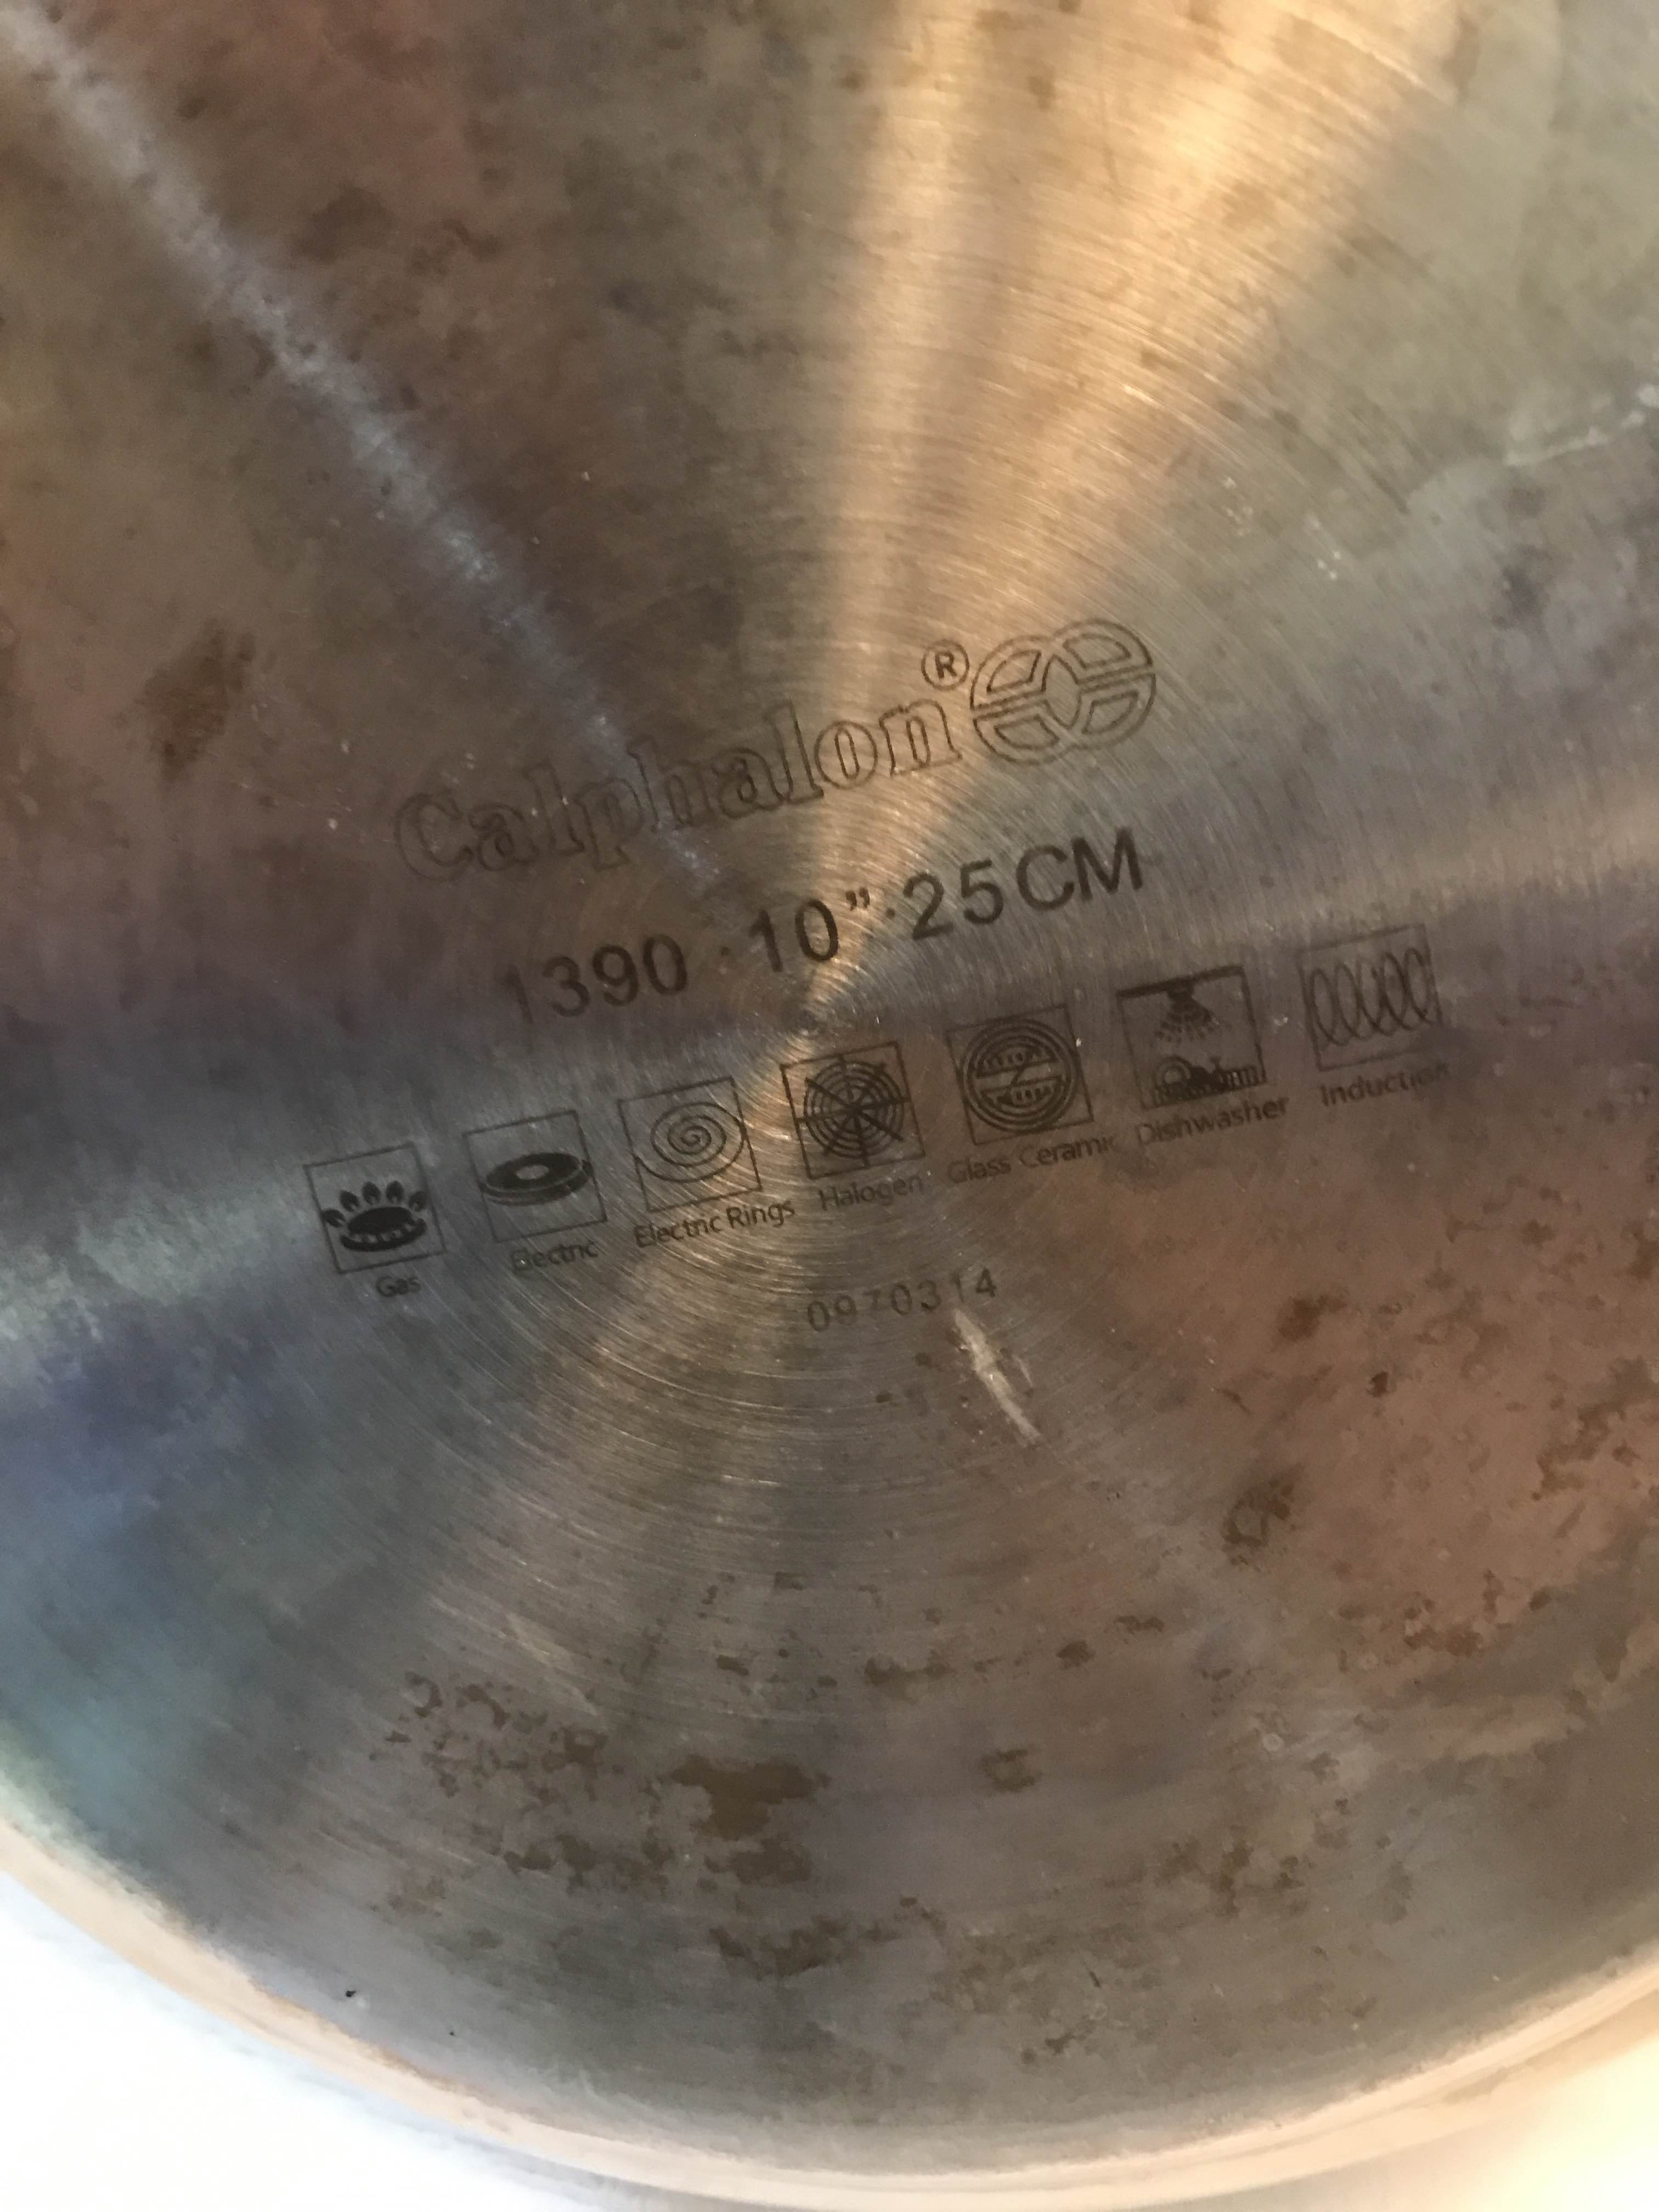 Calphalon®
1390 · 10” · 25CM
Gas Electric Electric Rings Halogen Glass Ceramic Dishwasher Induction
0970314